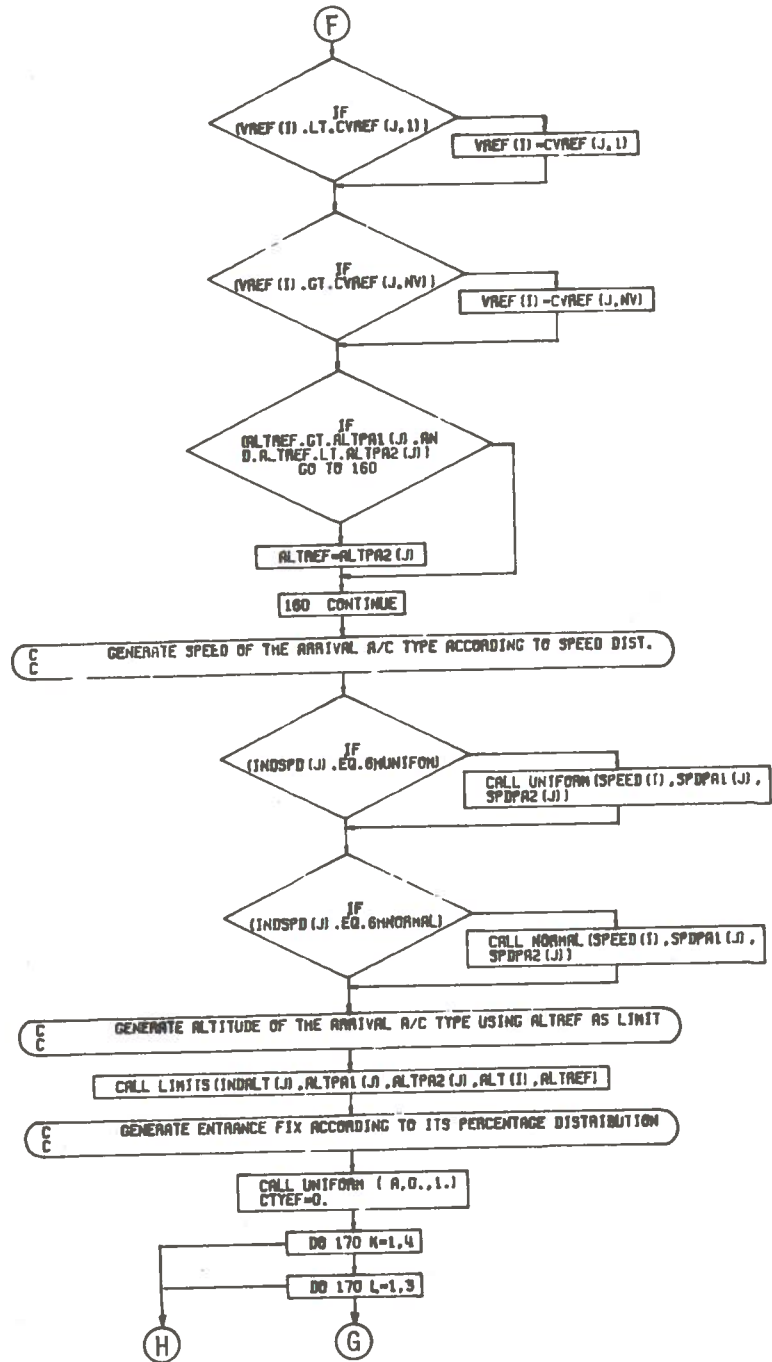 F
IF
(VREF(I).LT.CVREF(J,1))
VREF(I)=CVREF(J,1)
IF
(VREF(I).GT.CVREF(J,NV))
VREF(I)=CVREF(J,NV)
IF
(ALTREF.GT.ALTPA1(J).AN
D.ALTREF.LT.ALTPA2(J))
GO TO 160
ALTREF=ALTPA2(J)
160 CONTINUE
C GENERATE SPEED OF THE ARRIVAL A/C TYPE ACCORDING TO SPEED DIST.
C
IF
(INDSPD(J).EQ.6HUNIFOM)
CALL UNIFORM(SPEED(I),SPDPA1(J),
SPDPA2(J))
IF
(INDSPD(J).EQ.6HNORMAL)
CALL NORMAL(SPEED(I),SPDPA1(J),
SPDPA2(J))
C GENERATE ALTITUDE OF THE ARRIVAL A/C TYPE USING ALTREF AS LIMIT
C
CALL LIMITS(INDALT(J),ALTPA1(J),ALTPA2(J),ALT(I),ALTREF)
C GENERATE ENTRANCE FIX ACCORDING TO ITS PERCENTAGE DISTRIBUTION
C
CALL UNIFORM ( A,0.,1.)
CTYEF=0.
DO 170 K=1,4
DO 170 L=1,3
H
G